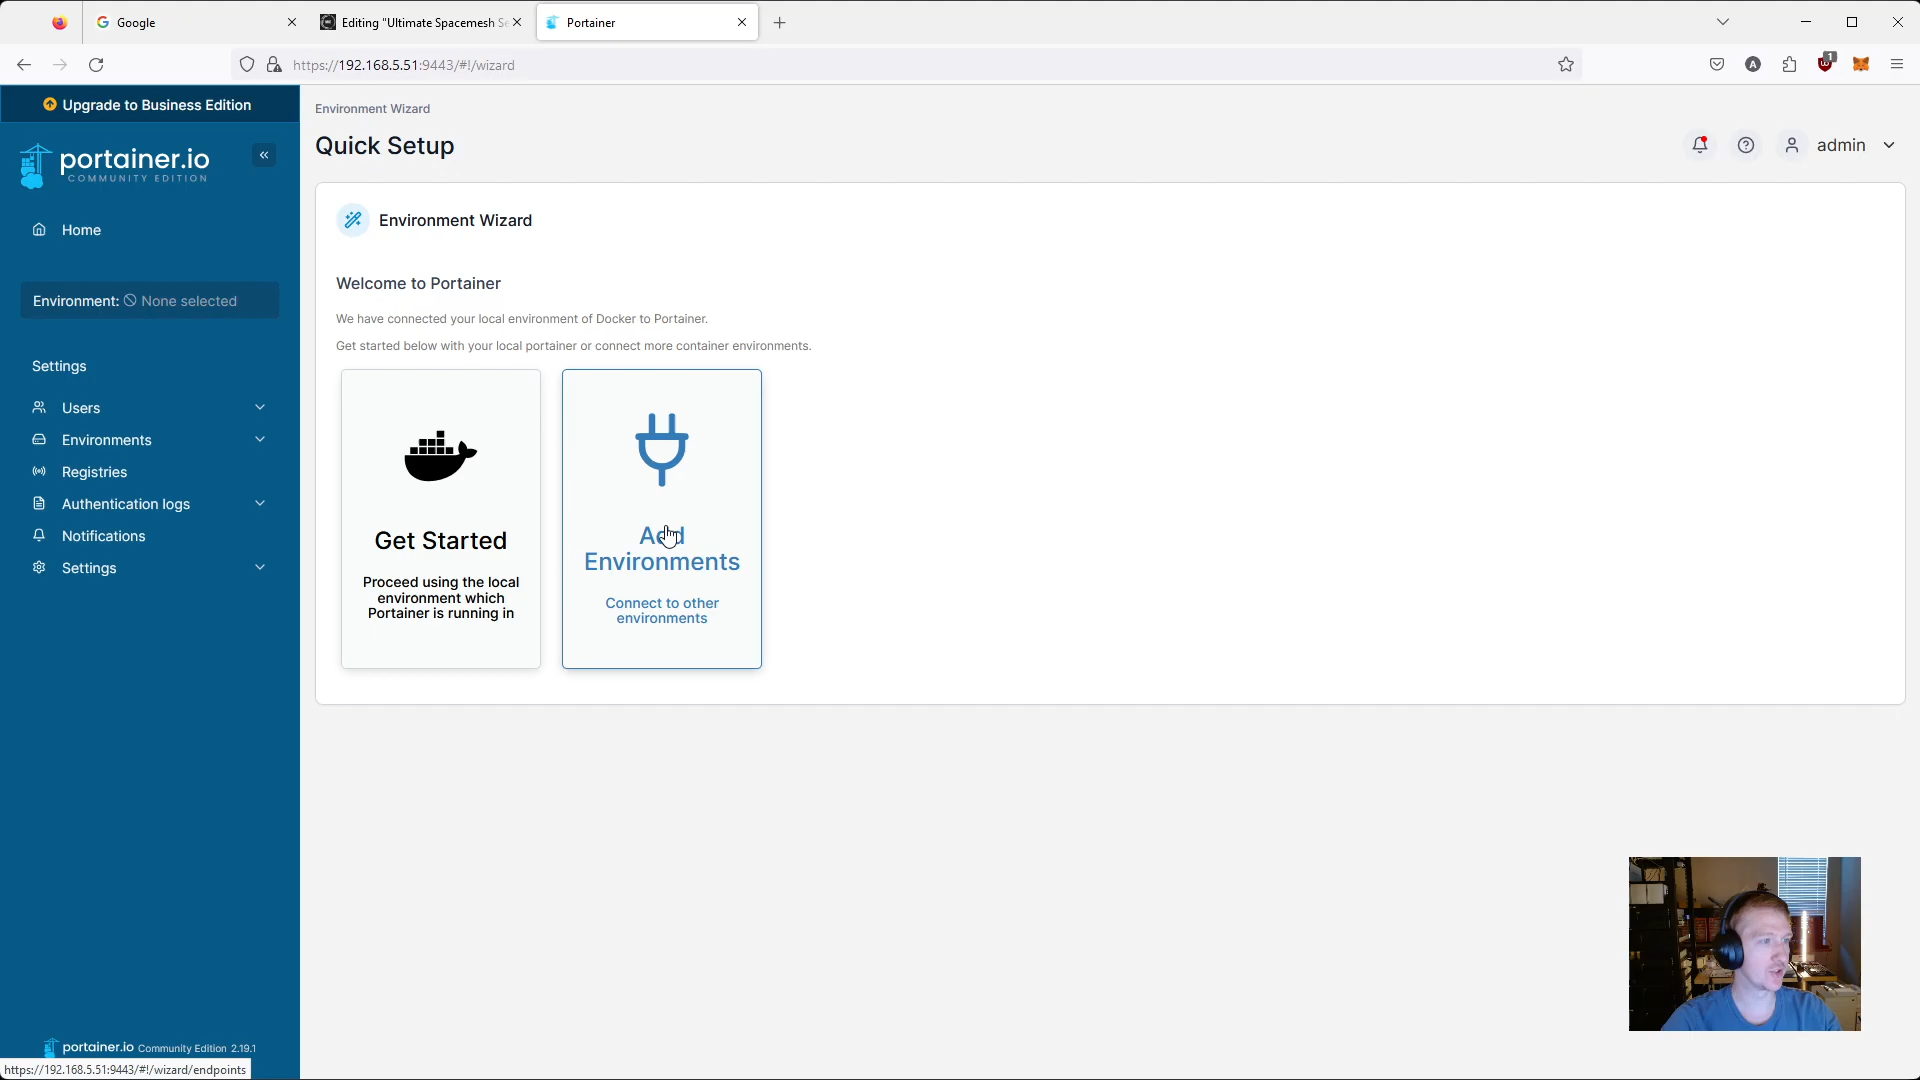 Google
Editing "Ultimate Spacemesh Se
Portainer
https://192.168.5.51:9443/#!/wizard
1
A
Upgrade to Business Edition
portainer.io
COMMUNITY EDITION
Home
Environment: None selected
Settings
Users
Environments
Registries
Authentication logs
Notifications
Settings
portainer.io Community Edition 2.19.1
https://192.168.5.51:9443/#!/wizard/endpoints
Environment Wizard
Quick Setup
admin
Environment Wizard
Welcome to Portainer
We have connected your local environment of Docker to Portainer.
Get started below with your local portainer or connect more container environments.
Get Started
Proceed using the local
environment which
Portainer is running in
Add
Environments
Connect to other
environments